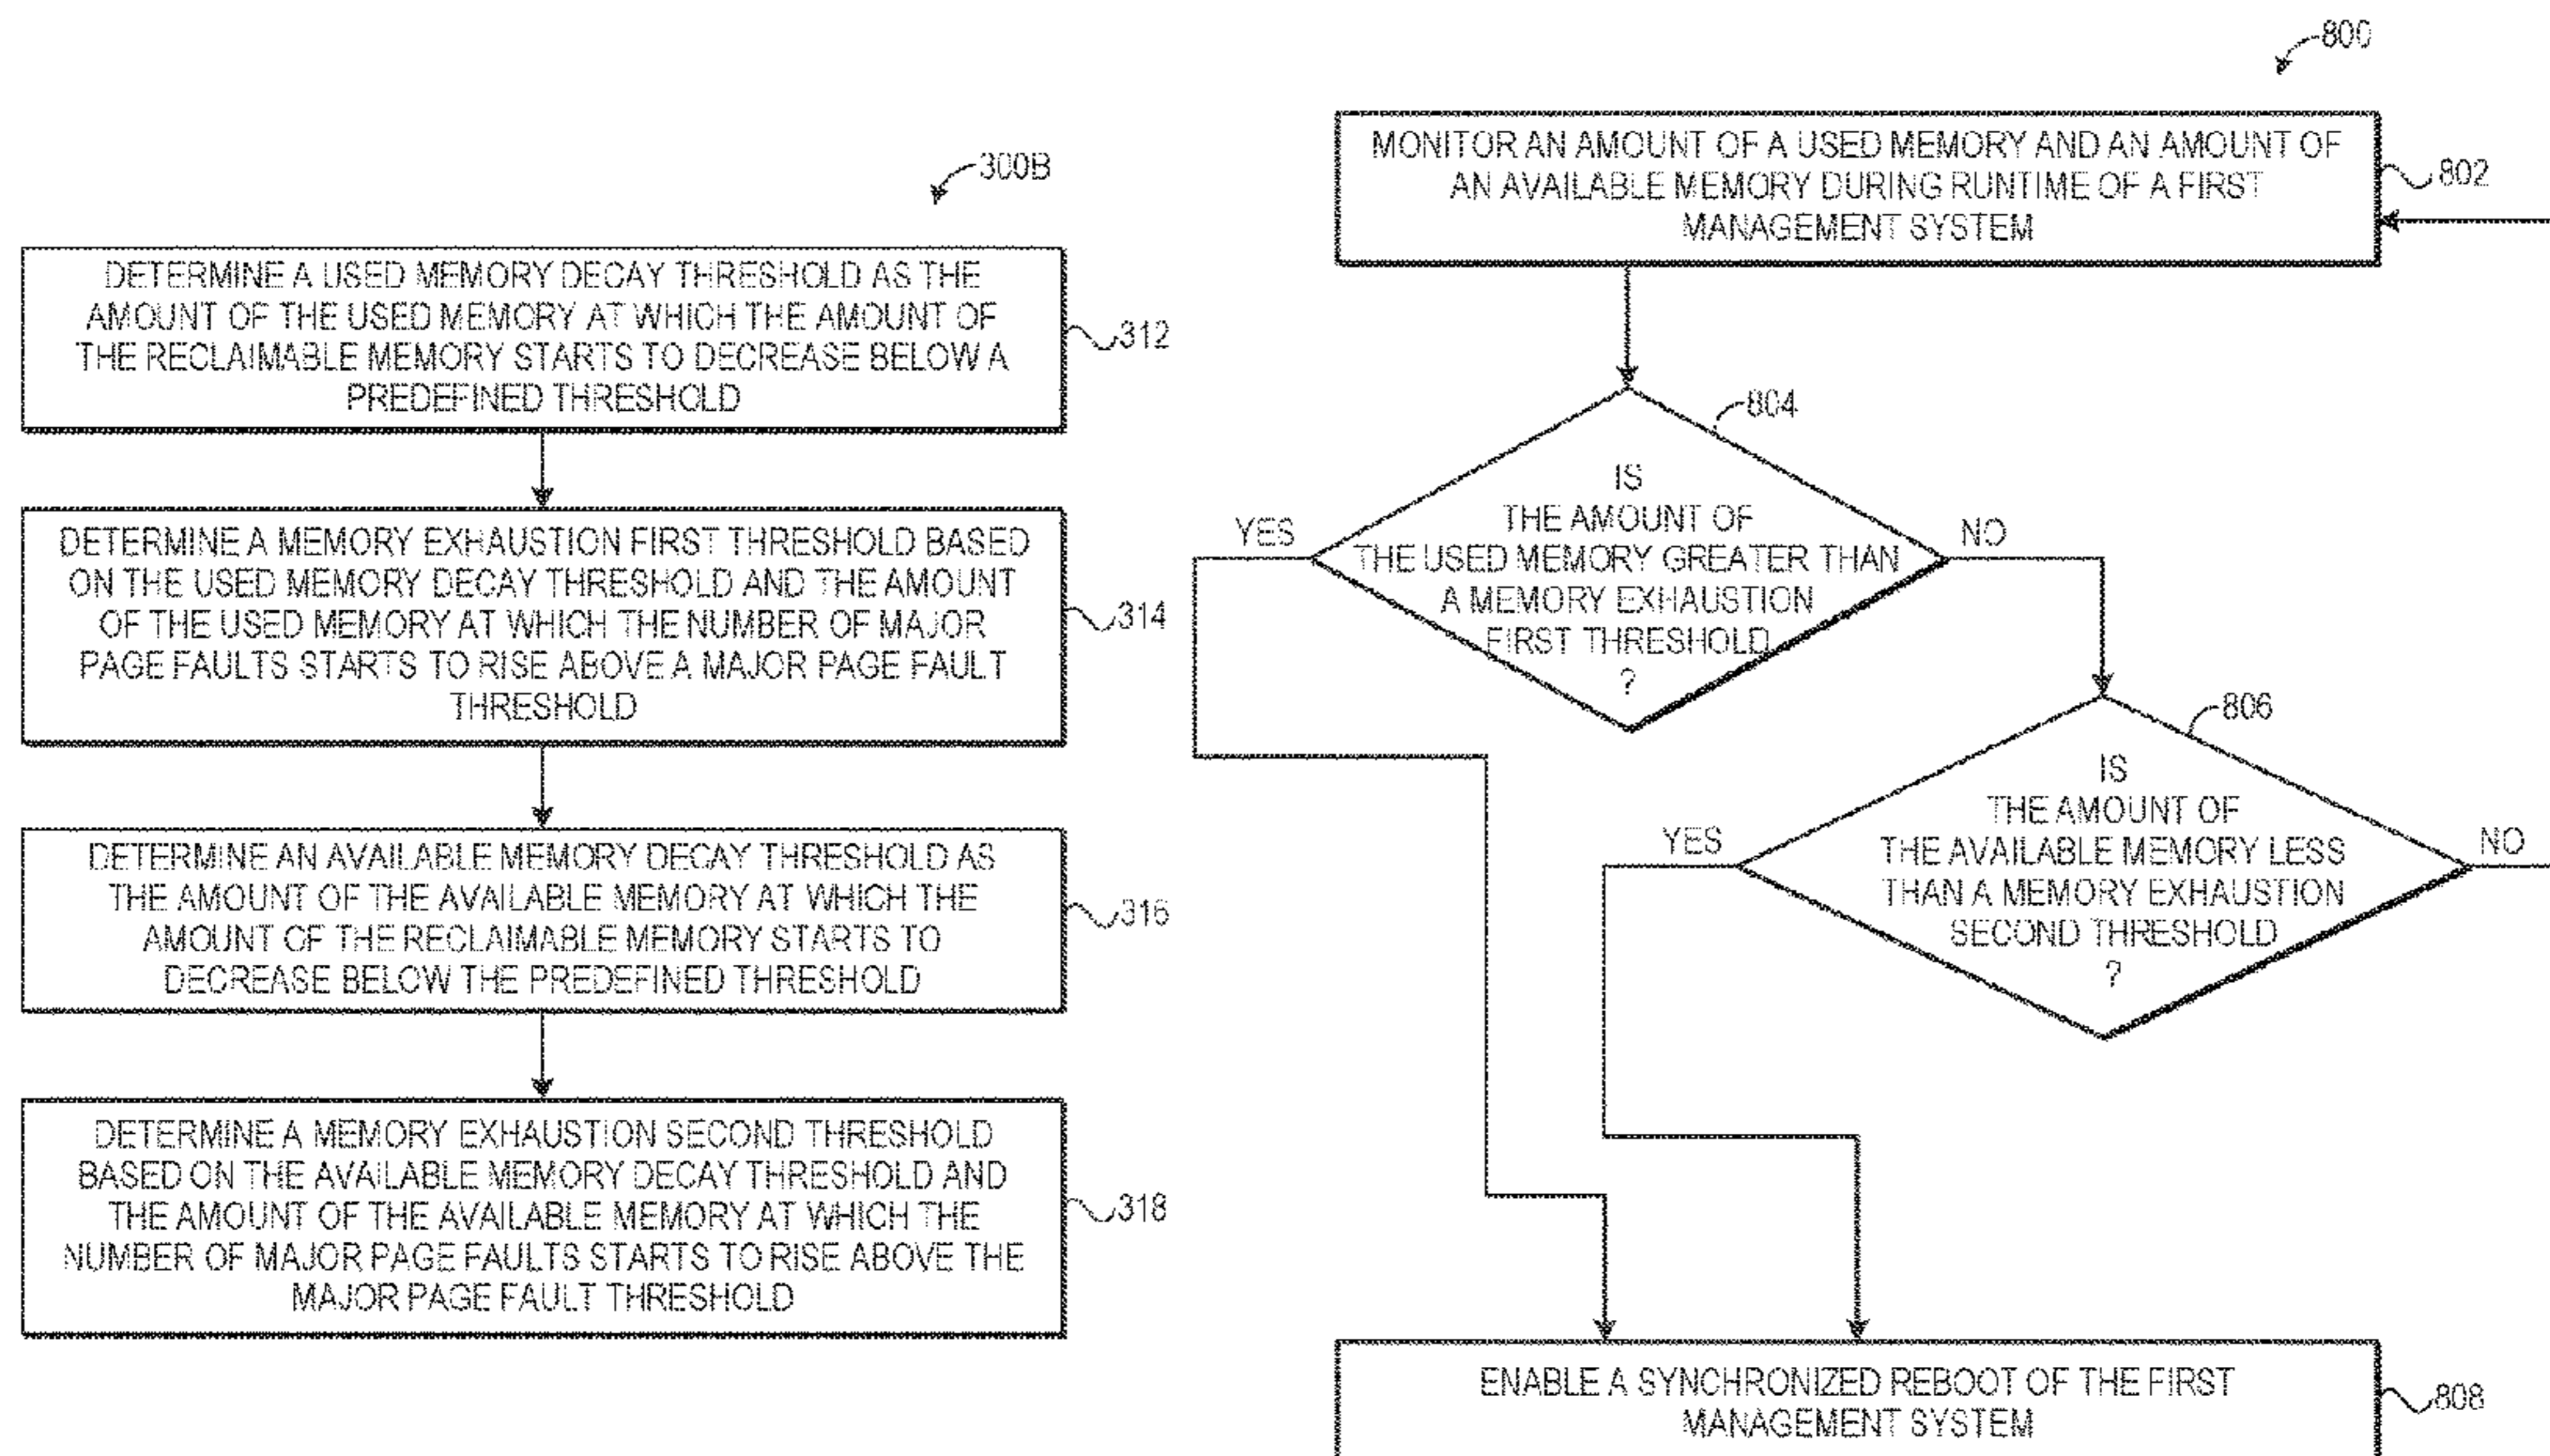 300B
DETERMINE A USED MEMORY DECAY THRESHOLD AS THE
AMOUNT OF THE USED MEMORY AT WHICH THE AMOUNT OF
THE RECLAIMABLE MEMORY STARTS TO DECREASE BELOW A
PREDEFINED THRESHOLD
312
DETERMINE A MEMORY EXHAUSTION FIRST THRESHOLD BASED
ON THE USED MEMORY DECAY THRESHOLD AND THE AMOUNT
OF THE USED MEMORY AT WHICH THE NUMBER OF MAJOR
PAGE FAULTS STARTS TO RISE ABOVE A MAJOR PAGE FAULT
THRESHOLD
314
DETERMINE AN AVAILABLE MEMORY DECAY THRESHOLD AS
THE AMOUNT OF THE AVAILABLE MEMORY AT WHICH THE
AMOUNT OF THE RECLAIMABLE MEMORY STARTS TO
DECREASE BELOW THE PREDEFINED THRESHOLD
316
DETERMINE A MEMORY EXHAUSTION SECOND THRESHOLD
BASED ON THE AVAILABLE MEMORY DECAY THRESHOLD AND
THE AMOUNT OF THE AVAILABLE MEMORY AT WHICH THE
NUMBER OF MAJOR PAGE FAULTS STARTS TO RISE ABOVE THE
MAJOR PAGE FAULT THRESHOLD
318
800
MONITOR AN AMOUNT OF A USED MEMORY AND AN AMOUNT OF
AN AVAILABLE MEMORY DURING RUNTIME OF A FIRST
MANAGEMENT SYSTEM
802
804
IS
THE AMOUNT OF
THE USED MEMORY GREATER THAN
A MEMORY EXHAUSTION
FIRST THRESHOLD
?
YES
NO
806
IS
THE AMOUNT OF
THE AVAILABLE MEMORY LESS
THAN A MEMORY EXHAUSTION
SECOND THRESHOLD
?
YES
NO
ENABLE A SYNCHRONIZED REBOOT OF THE FIRST
MANAGEMENT SYSTEM
808